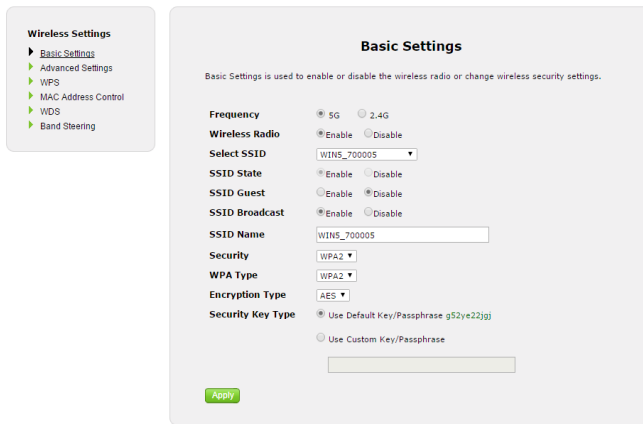 Wireless Settings
Basic Settings
Advanced Settings
WPS
MAC Address Control
WDS
Band Steering
Basic Settings
Basic Settings is used to enable or disable the wireless radio or change wireless security settings.
Frequency 5G 2.4G
Wireless Radio Enable Disable
Select SSID WIN5_700005
SSID State Enable Disable
SSID Guest Enable Disable
SSID Broadcast Enable Disable
SSID Name WIN5_700005
Security WPA2
WPA Type WPA2
Encryption Type AES
Security Key Type Use Default Key/Passphrase g52ye22jgj
Use Custom Key/Passphrase
Apply